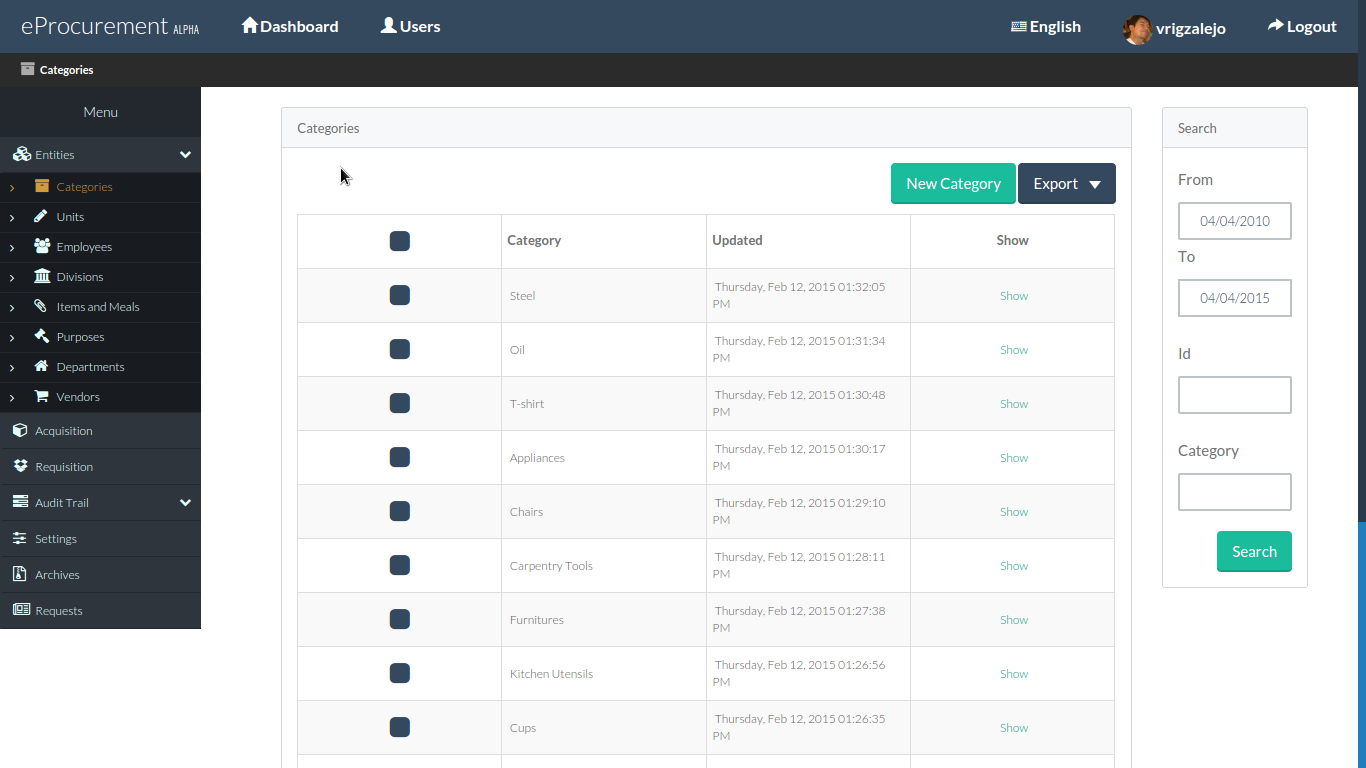 eProcurement ALPHA Dashboard Users English vrigzalejo Logout
Categories
Menu
Entities
Categories
Units
Employees
Divisions
Items and Meals
Purposes
Departments
Vendors
Acquisition
Requisition
Audit Trail
Settings
Archives
Requests
Categories
New Category Export
Category Updated Show
Steel Thursday, Feb 12, 2015 01:32:05
PM Show
Oil Thursday, Feb 12, 2015 01:31:34
PM Show
T-shirt Thursday, Feb 12, 2015 01:30:48
PM Show
Appliances Thursday, Feb 12, 2015 01:30:17
PM Show
Chairs Thursday, Feb 12, 2015 01:29:10
PM Show
Carpentry Tools Thursday, Feb 12, 2015 01:28:11
PM Show
Furnitures Thursday, Feb 12, 2015 01:27:38
PM Show
Kitchen Utensils Thursday, Feb 12, 2015 01:26:56
PM Show
Cups Thursday, Feb 12, 2015 01:26:35
PM Show
Search
From
04/04/2010
To
04/04/2015
Id
Category
Search